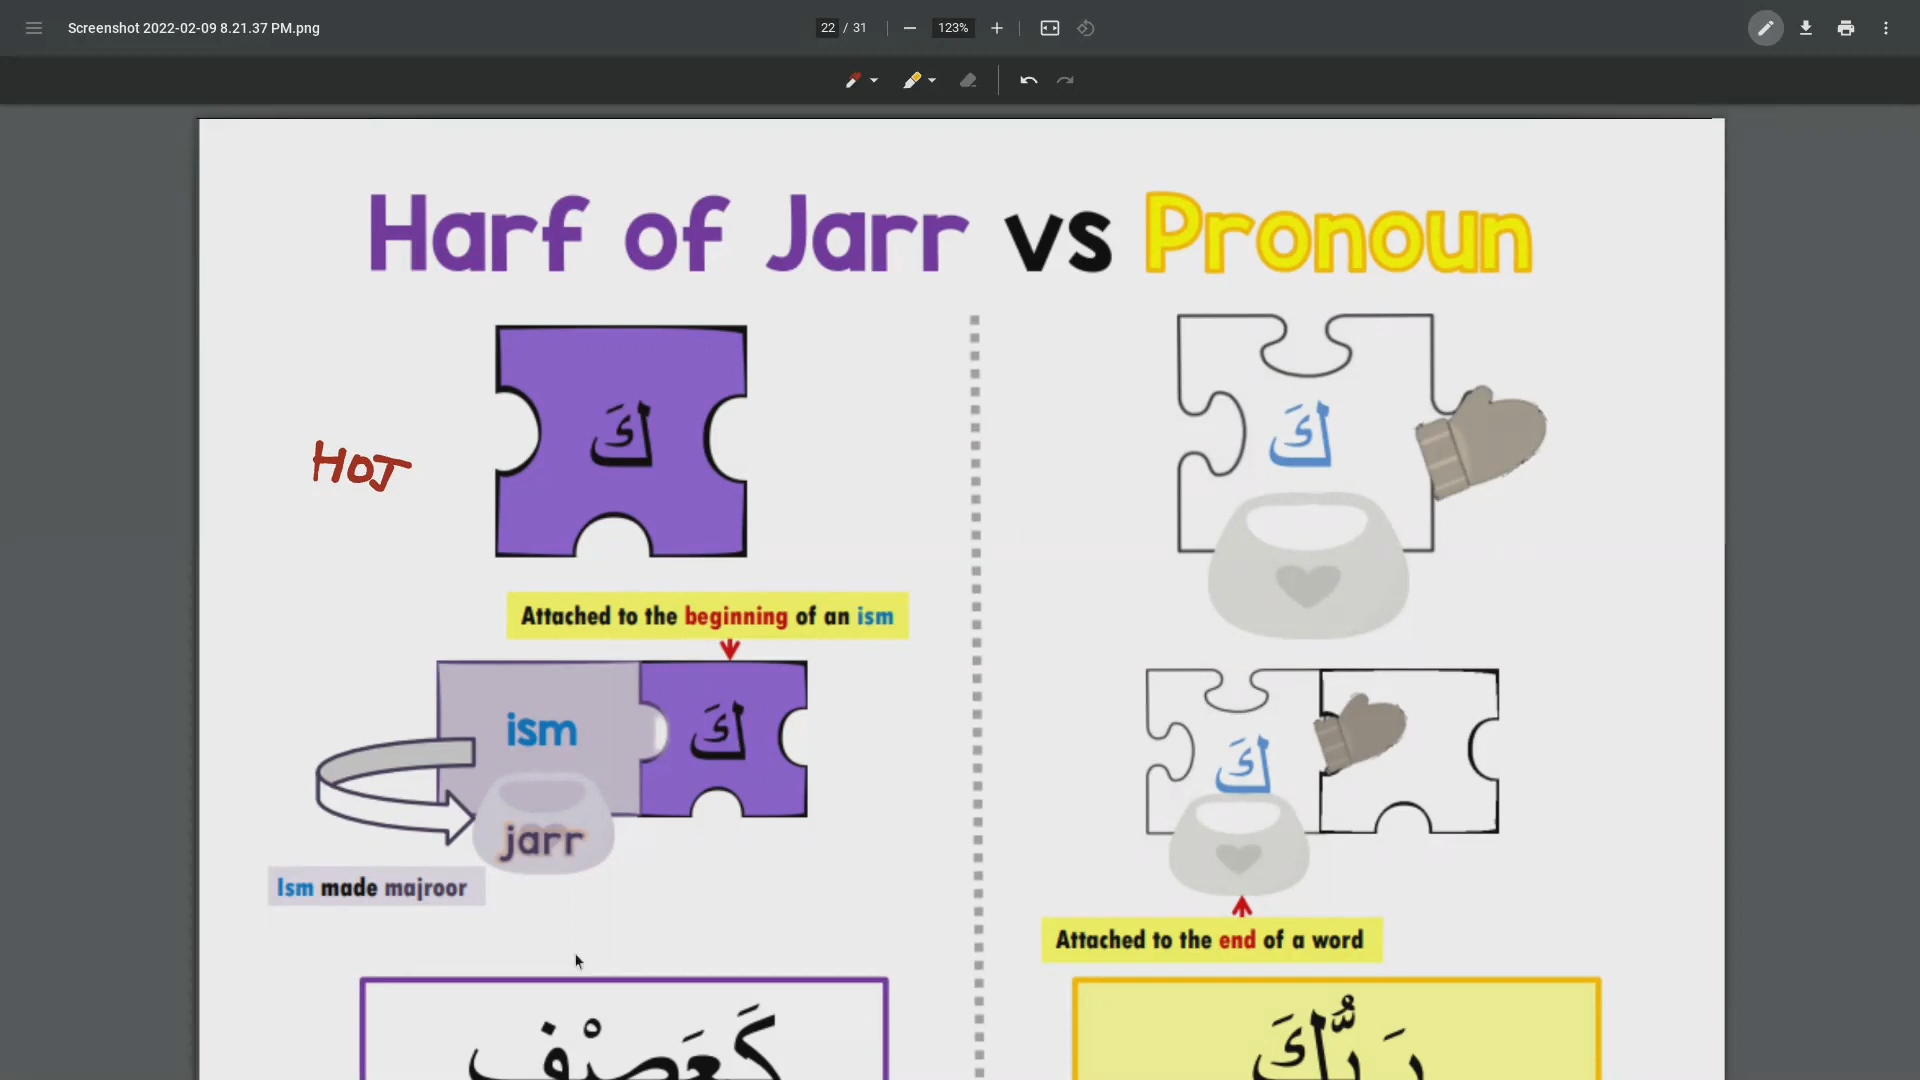 Screenshot 2022-02-09 8.21.37 PM.png
22 / 31
123%
Harf of Jarr vs Pronoun
كَ
كَ
HOJ
Attached to the beginning of an ism
ism
كَ
كَ
jarr
Ism made majroor
Attached to the end of a word
رَبُّكَ